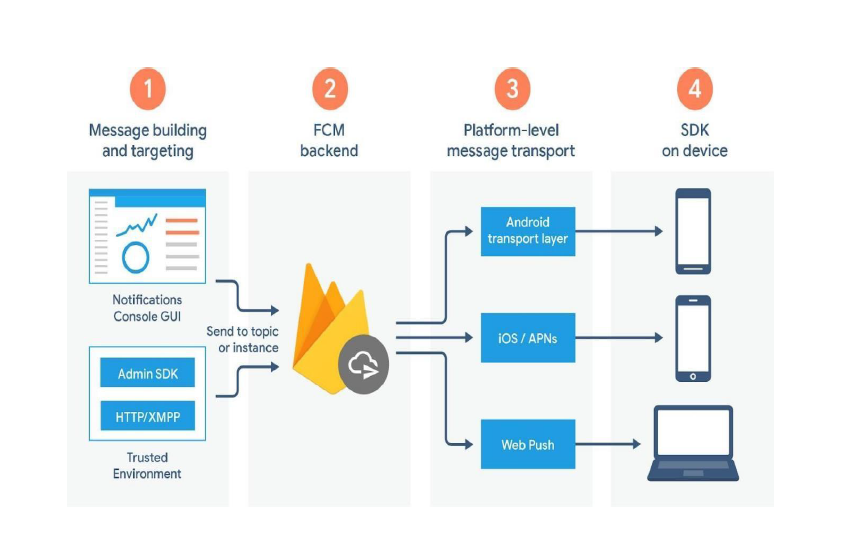 1
Message building
and targeting
2
FCM
backend
3
Platform-level
message transport
4
SDK
on device
Notifications
Console GUI
Send to topic
or instance
Admin SDK
HTTP/XMPP
Trusted
Environment
Android
transport layer
iOS / APNs
Web Push